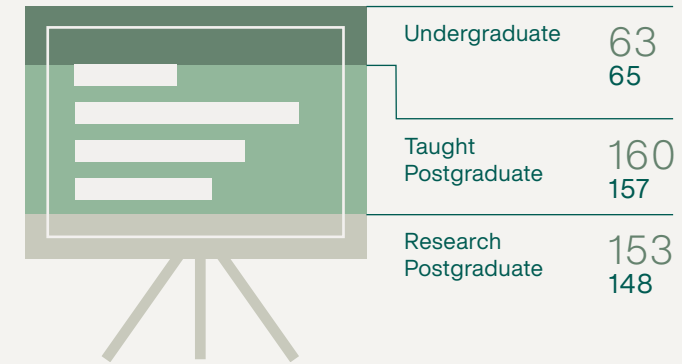 Undergraduate
63
65
Taught
Postgraduate
160
157
Research
Postgraduate
153
148